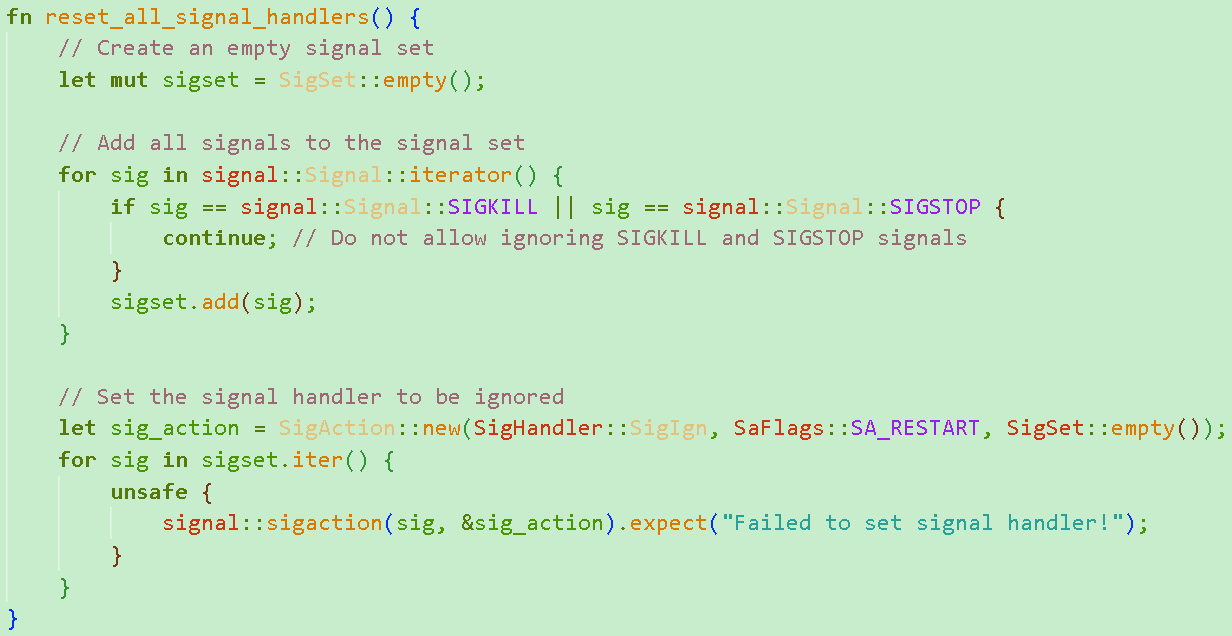 fn reset_all_signal_handlers() {
    // Create an empty signal set
    let mut sigset = SigSet::empty();

    // Add all signals to the signal set
    for sig in signal::Signal::iterator() {
        if sig == signal::Signal::SIGKILL || sig == signal::Signal::SIGSTOP {
            continue; // Do not allow ignoring SIGKILL and SIGSTOP signals
        }
        sigset.add(sig);
    }

    // Set the signal handler to be ignored
    let sig_action = SigAction::new(SigHandler::SigIgn, SaFlags::SA_RESTART, SigSet::empty());
    for sig in sigset.iter() {
        unsafe {
            signal::sigaction(sig, &sig_action).expect("Failed to set signal handler!");
        }
    }
}